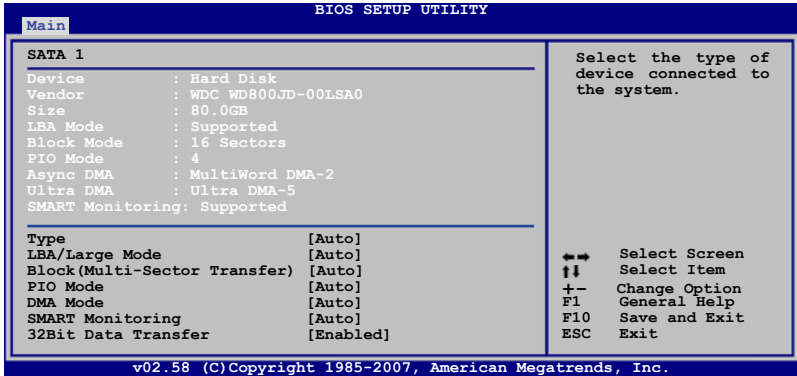 BIOS SETUP UTILITY
Main
SATA 1
Device : Hard Disk
Vendor : WDC WD800JD-00LSA0
Size : 80.0GB
LBA Mode : Supported
Block Mode : 16 Sectors
PIO Mode : 4
Async DMA : MultiWord DMA-2
Ultra DMA : Ultra DMA-5
SMART Monitoring: Supported
Type [Auto]
LBA/Large Mode [Auto]
Block(Multi-Sector Transfer) [Auto]
PIO Mode [Auto]
DMA Mode [Auto]
SMART Monitoring [Auto]
32Bit Data Transfer [Enabled]
Select the type of
device connected to
the system.
←→ Select Screen
↑↓ Select Item
+- Change Option
F1 General Help
F10 Save and Exit
ESC Exit
v02.58 (C)Copyright 1985-2007, American Megatrends, Inc.